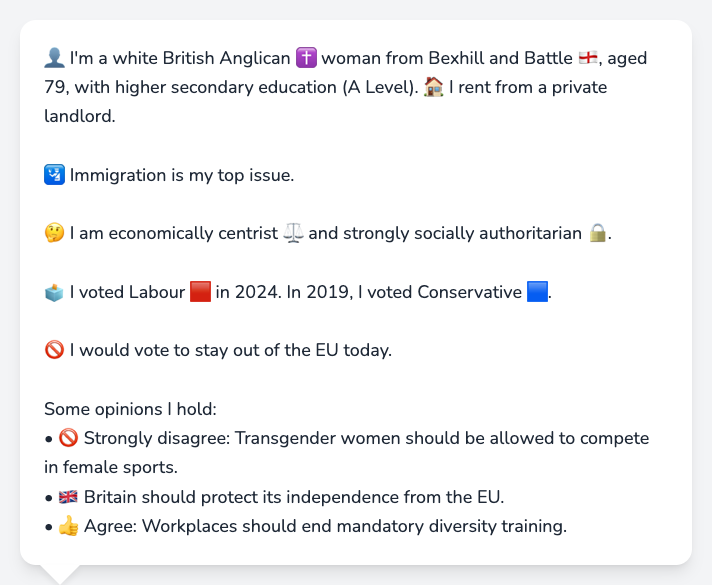 👤 I'm a white British Anglican ✝️ woman from Bexhill and Battle 🏴󠁧󠁢󠁥󠁮󠁧󠁿, aged
79, with higher secondary education (A Level). 🏠 I rent from a private
landlord.
🛂 Immigration is my top issue.
🤔 I am economically centrist ⚖️ and strongly socially authoritarian 🔒.
🗳️ I voted Labour 🟥 in 2024. In 2019, I voted Conservative 🟦.
🚫 I would vote to stay out of the EU today.
Some opinions I hold:
• 🚫 Strongly disagree: Transgender women should be allowed to compete
in female sports.
• 🇬🇧 Britain should protect its independence from the EU.
• 👍 Agree: Workplaces should end mandatory diversity training.